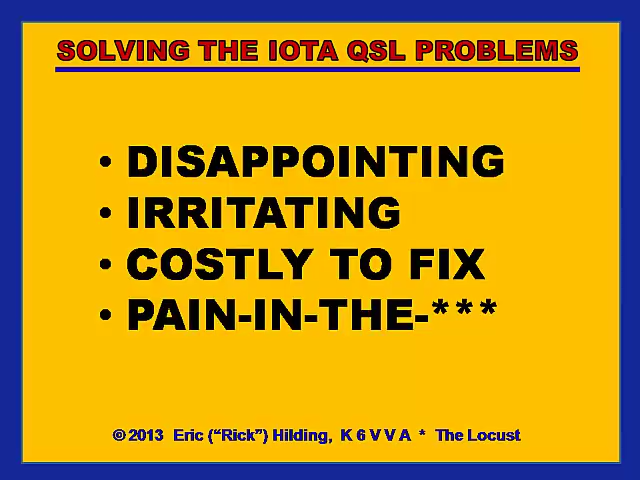 SOLVING THE IOTA QSL PROBLEMS
• DISAPPOINTING
• IRRITATING
• COSTLY TO FIX
• PAIN-IN-THE-***
© 2013 Eric (“Rick”) Hilding, K 6 V V A * The Locust